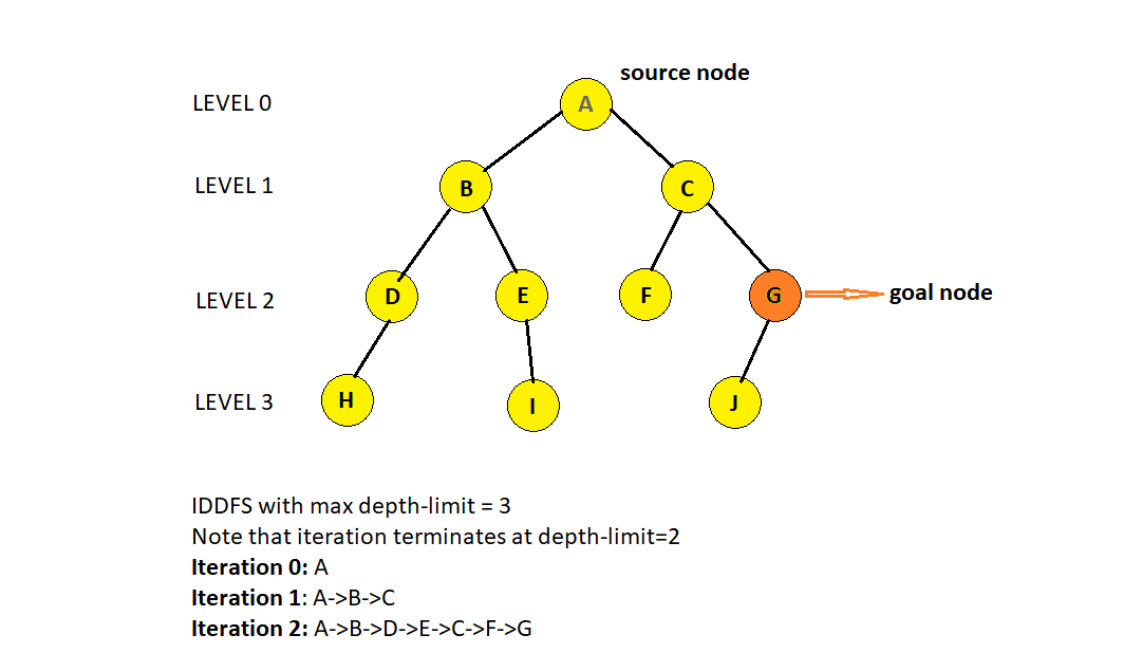 source node
LEVEL 0
A
LEVEL 1
B
C
LEVEL 2
D
E
F
G
goal node
LEVEL 3
H
I
J
IDDFS with max depth-limit = 3
Note that iteration terminates at depth-limit=2
Iteration 0: A
Iteration 1: A->B->C
Iteration 2: A->B->D->E->C->F->G